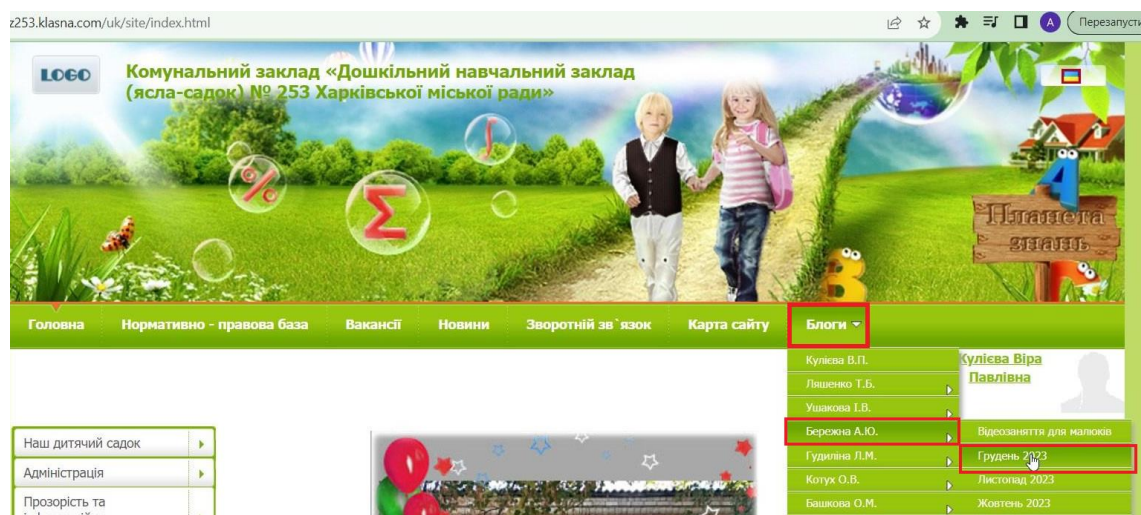 z253.klasna.com/uk/site/index.html
A
Перезапусти
LOGO
Комунальний заклад «Дошкільний навчальний заклад
(ясла-садок) № 253 Харківської міської ради»
%
Σ
∫
А
Планета
знань
В
Головна
Нормативно - правова база
Вакансії
Новини
Зворотній зв`язок
Карта сайту
Блоги
Кулієва В.П.
Ляшенко Т.Б.
Ушакова І.В.
Бережна А.Ю.
Гудиліна Л.М.
Котух О.В.
Башкова О.М.
Кулієва Віра
Павлівна
Відеозаняття для малюків
Грудень 2023
Листопад 2023
Жовтень 2023
Наш дитячий садок
Адміністрація
Прозорість та